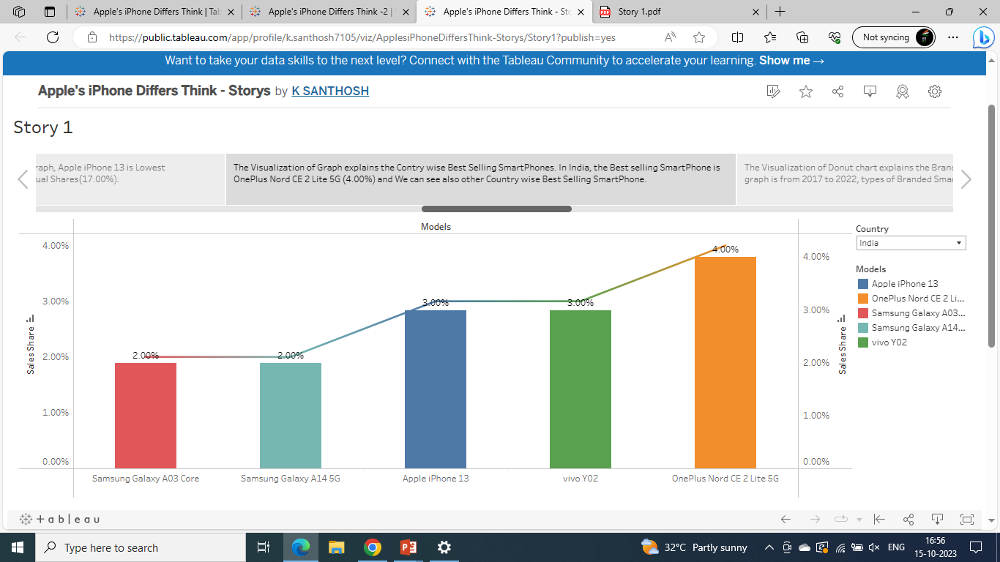 Apple's iPhone Differs Think | Tab
Apple's iPhone Differs Think -2 |
Apple's iPhone Differs Think - Sto
Story 1.pdf
https://public.tableau.com/app/profile/k.santhosh7105/viz/ApplesiPhoneDiffersThink-Storys/Story1?publish=yes
Not syncing
Want to take your data skills to the next level? Connect with the Tableau Community to accelerate your learning. Show me →
Apple's iPhone Differs Think - Storys by K SANTHOSH
Story 1
raph, Apple iPhone 13 is Lowest
ual Shares(17.00%).
The Visualization of Graph explains the Contry wise Best Selling SmartPhones. In India, the Best selling SmartPhone is
OnePlus Nord CE 2 Lite 5G (4.00%) and We can see also other Country wise Best Selling SmartPhone.
The Visualization of Donut chart explains the Branc
graph is from 2017 to 2022, types of Branded Smar
Models
4.00%
3.00%
2.00%
1.00%
0.00%
Sales Share
2.00%
2.00%
3.00%
3.00%
4.00%
Samsung Galaxy A03 Core
Samsung Galaxy A14 5G
Apple iPhone 13
vivo Y02
OnePlus Nord CE 2 Lite 5G
4.00%
3.00%
2.00%
1.00%
0.00%
Sales Share
Country
India
Models
Apple iPhone 13
OnePlus Nord CE 2 Li...
Samsung Galaxy A03...
Samsung Galaxy A14...
vivo Y02
+ a b | e a u
Type here to search
32°C Partly sunny
ENG
16:56
15-10-2023